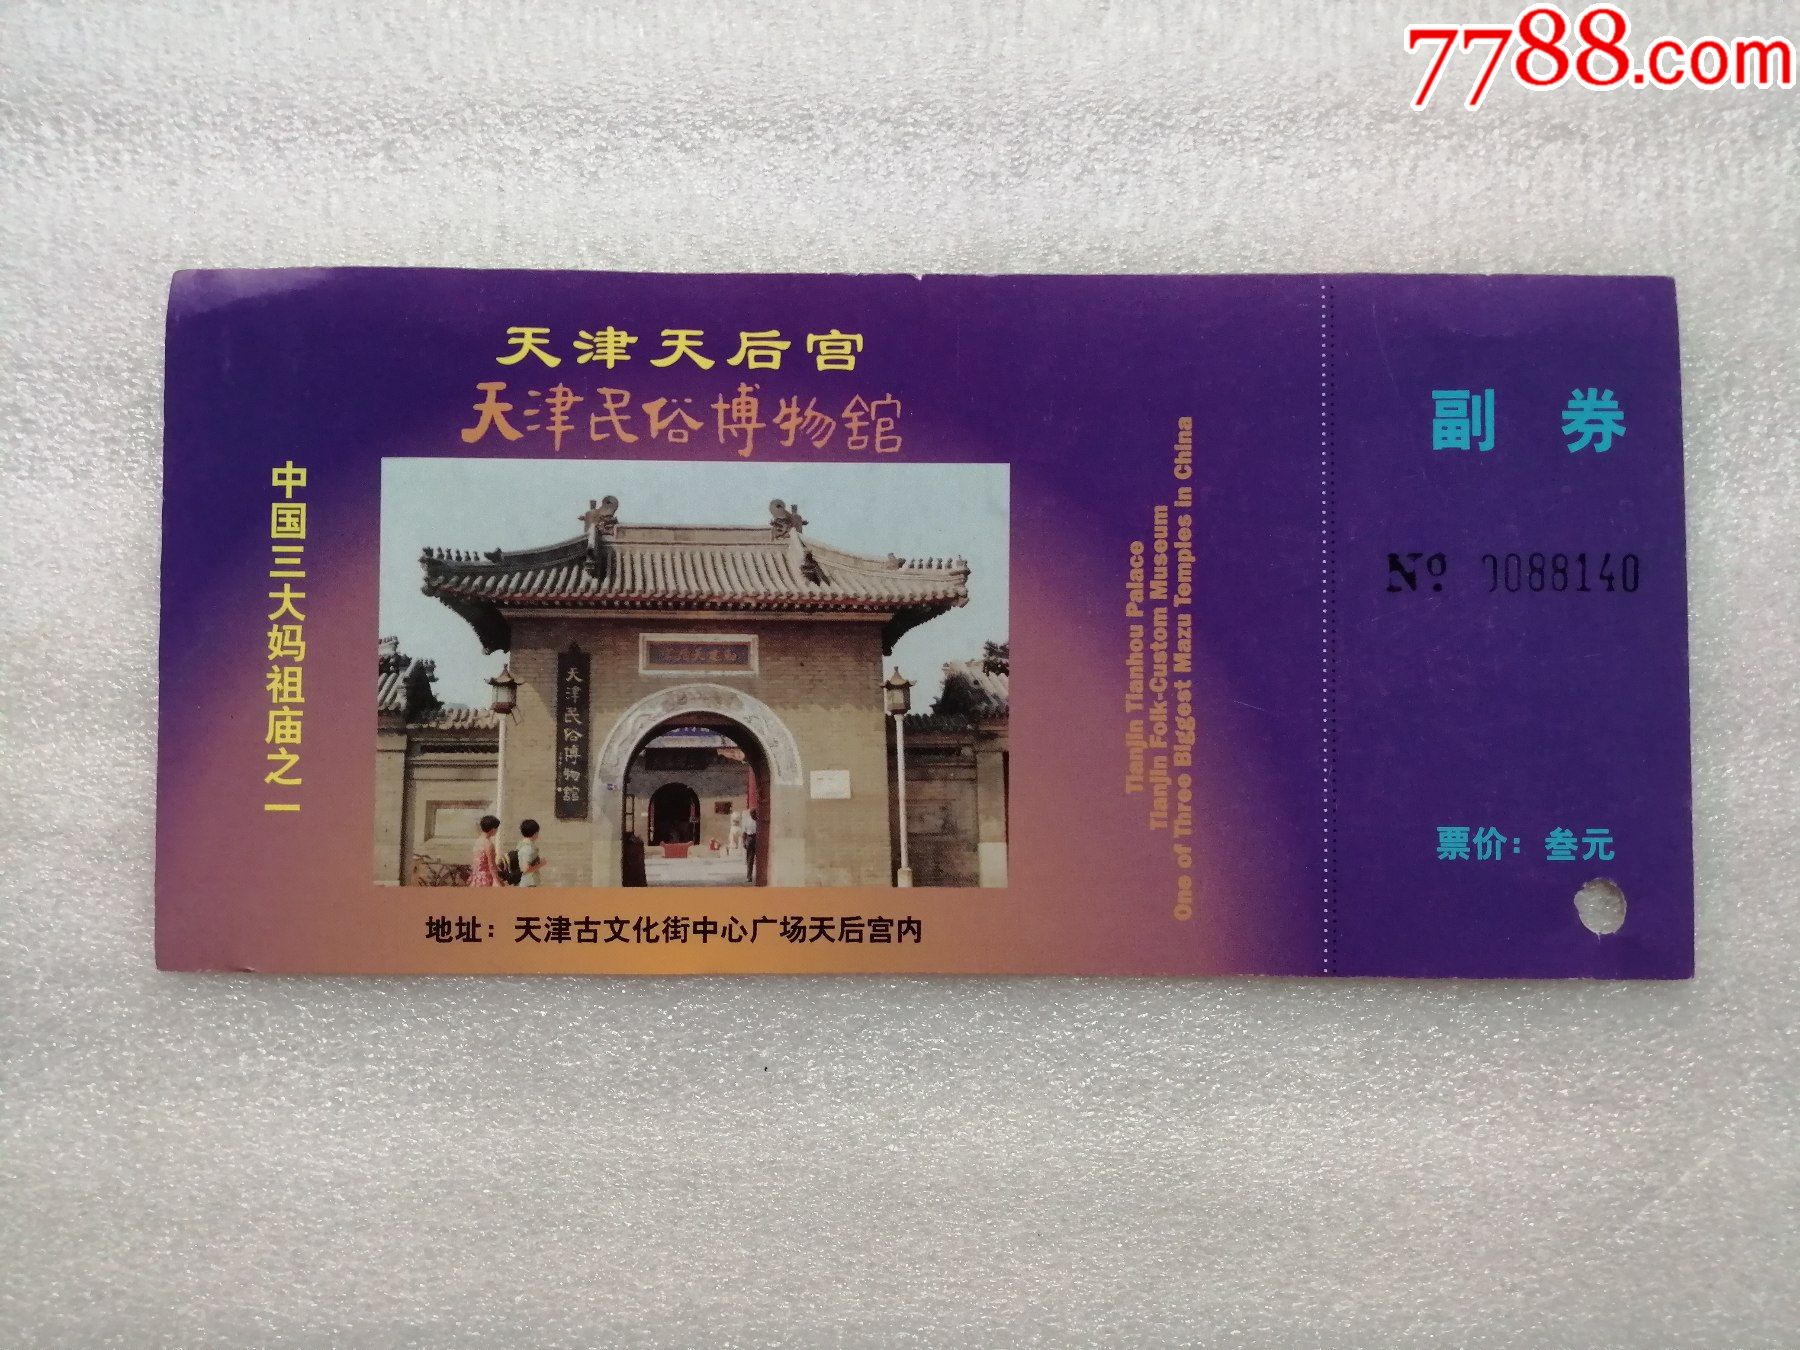 7788.com
天津天后宫
天津民俗博物館
中国三大妈祖庙之一
天津民俗博物館
地址：天津古文化街中心广场天后宫内
Tianjin Tianhou Palace
Tianjin Folk-Custom Museum
One of Three Biggest Mazu Temples in China
副 券
Nº 0088140
票价：叁元